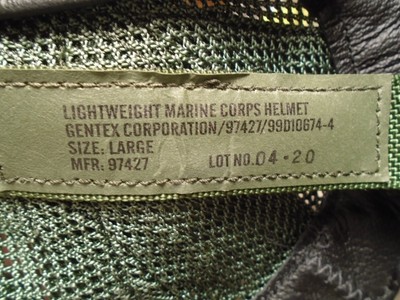 LIGHTWEIGHT MARINE CORPS HELMET
GENTEX CORPORATION/97427/99D10674-4
SIZE: LARGE
MFR: 97427 LOT NO. 04-20